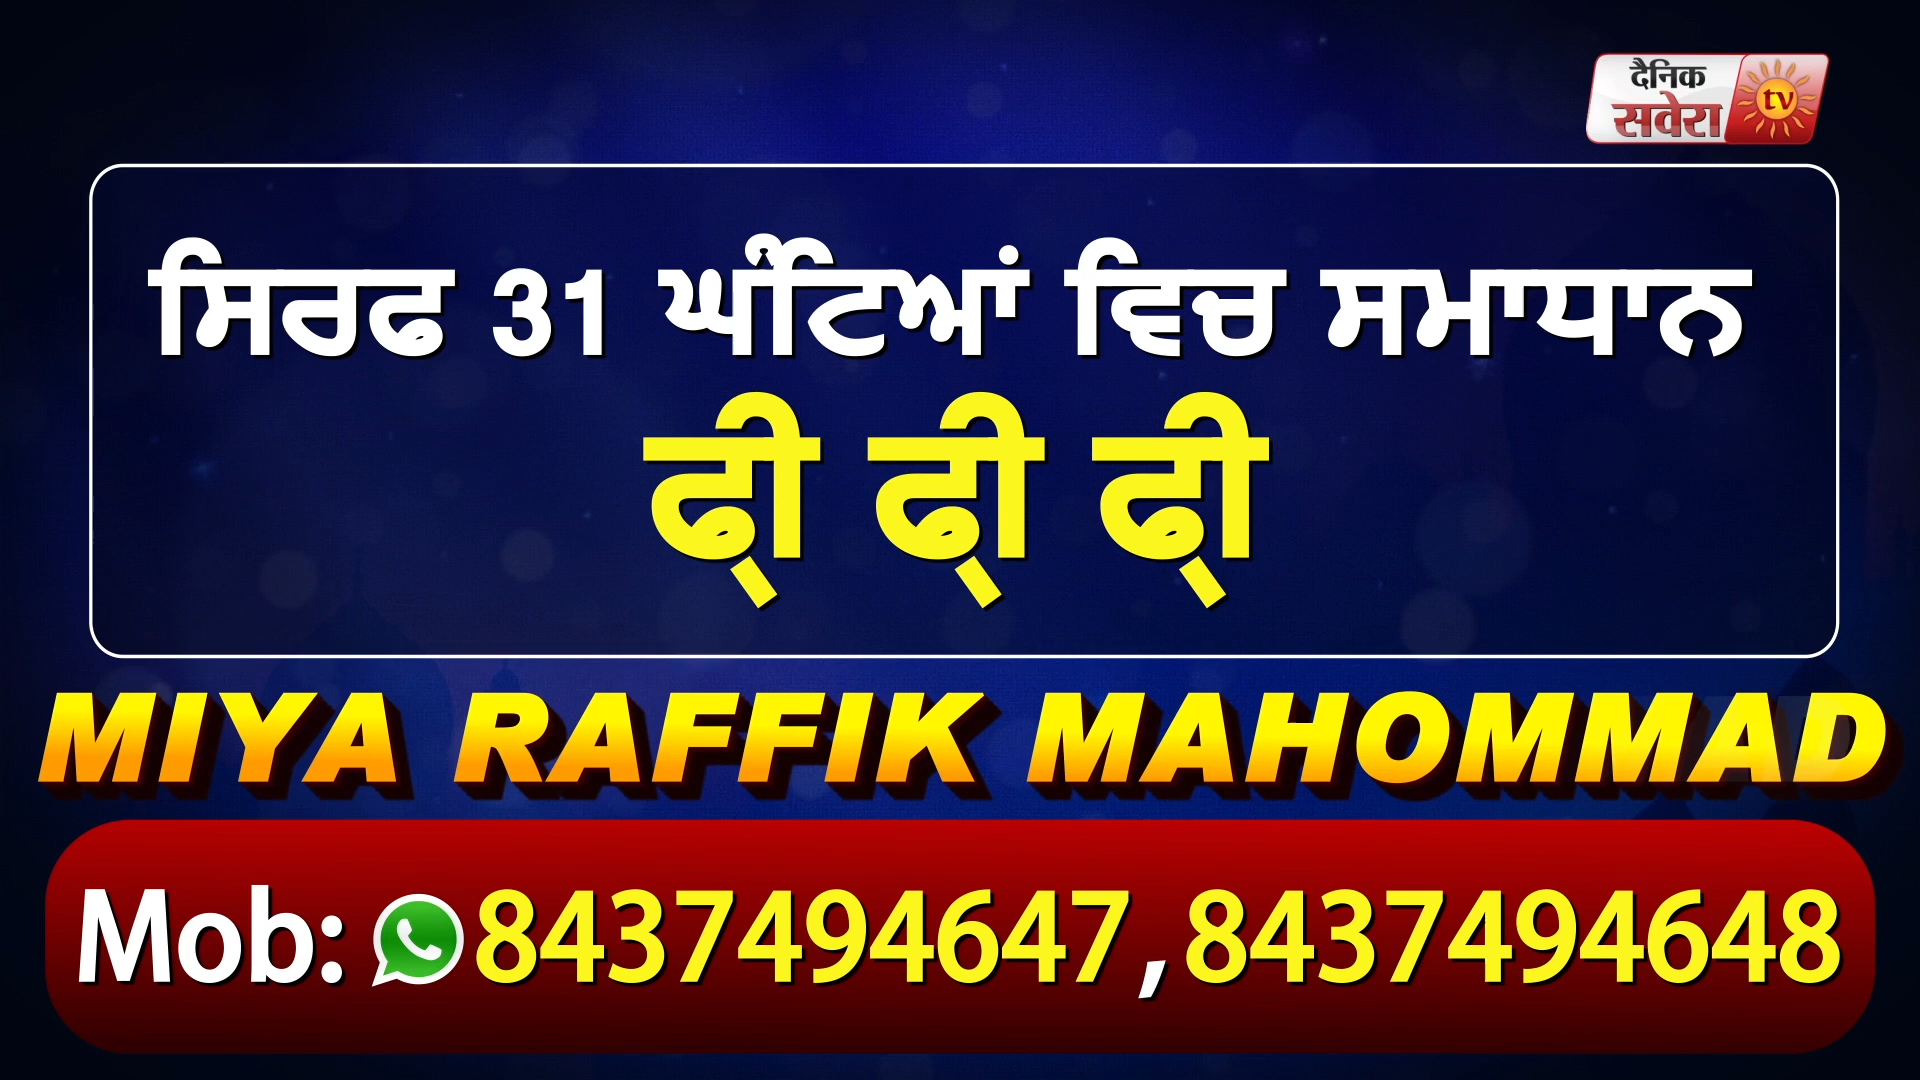 दैनिक
सवेरा tv
ਸਿਰਫ 31 ਘੰਟਿਆਂ ਵਿਚ ਸਮਾਧਾਨ
ਫ੍ਰੀ ਫ੍ਰੀ ਫ੍ਰੀ
MIYA RAFFIK MAHOMMAD
Mob: 8437494647, 8437494648